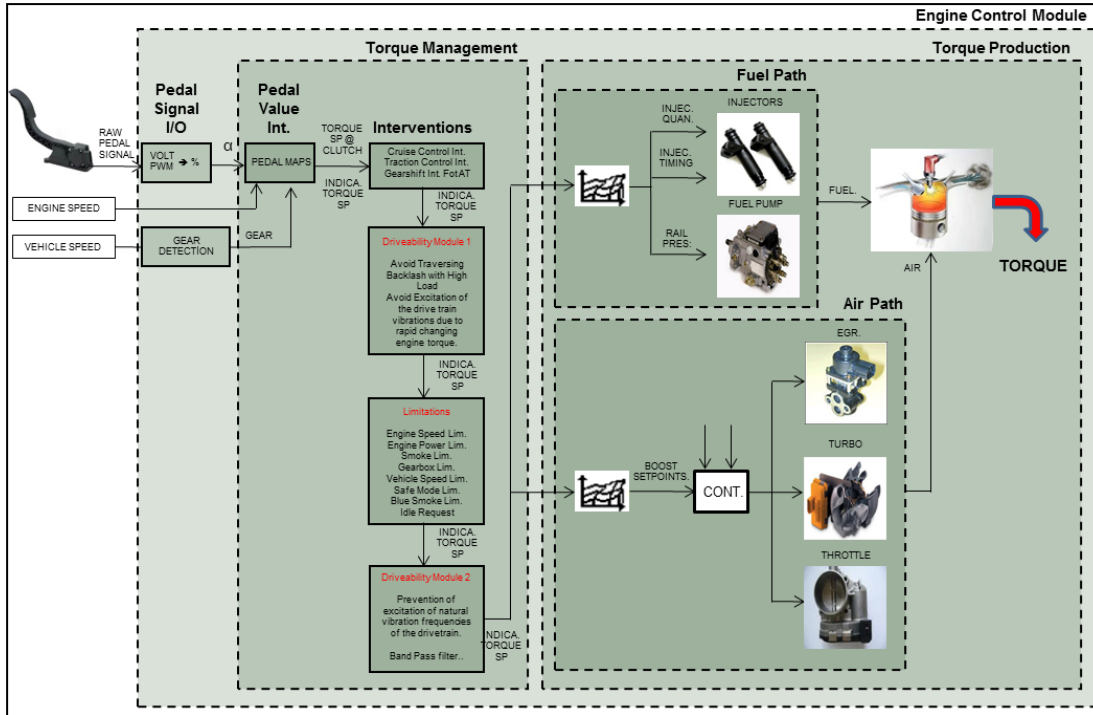 Engine Control Module
Torque Management
Torque Production
Fuel Path
Pedal
Signal
I/O
Pedal
Value
Int.
Interventions
RAW
PEDAL
SIGNAL
VOLT
PWM ➔ %
α
PEDAL MAPS
TORQUE
SP @
CLUTCH
INDICA.
TORQUE
SP
Cruise Control Int.
Traction Control Int.
Gearshift Int. FotAT
INDICA.
TORQUE
SP
ENGINE SPEED
VEHICLE SPEED
GEAR
DETECTION
GEAR
Driveability Module 1
Avoid Traversing
Backlash with High
Load
Avoid Excitation of
the drive train
vibrations due to
rapid changing
engine torque.
INDICA.
TORQUE
SP
Limitations
Engine Speed Lim.
Engine Power Lim.
Smoke Lim.
Gearbox Lim.
Vehicle Speed Lim.
Safe Mode Lim.
Blue Smoke Lim.
Idle Request
INDICA.
TORQUE
SP
Driveability Module 2
Prevention of
excitation of natural
vibration frequencies
of the drivetrain.
Band Pass filter..
INDICA.
TORQUE
SP
INJEC.
QUAN.
INJECTORS
INJEC.
TIMING
FUEL PUMP
RAIL
PRES:
FUEL.
AIR
TORQUE
Air Path
EGR.
BOOST
SETPOINTS.
CONT.
TURBO
THROTTLE